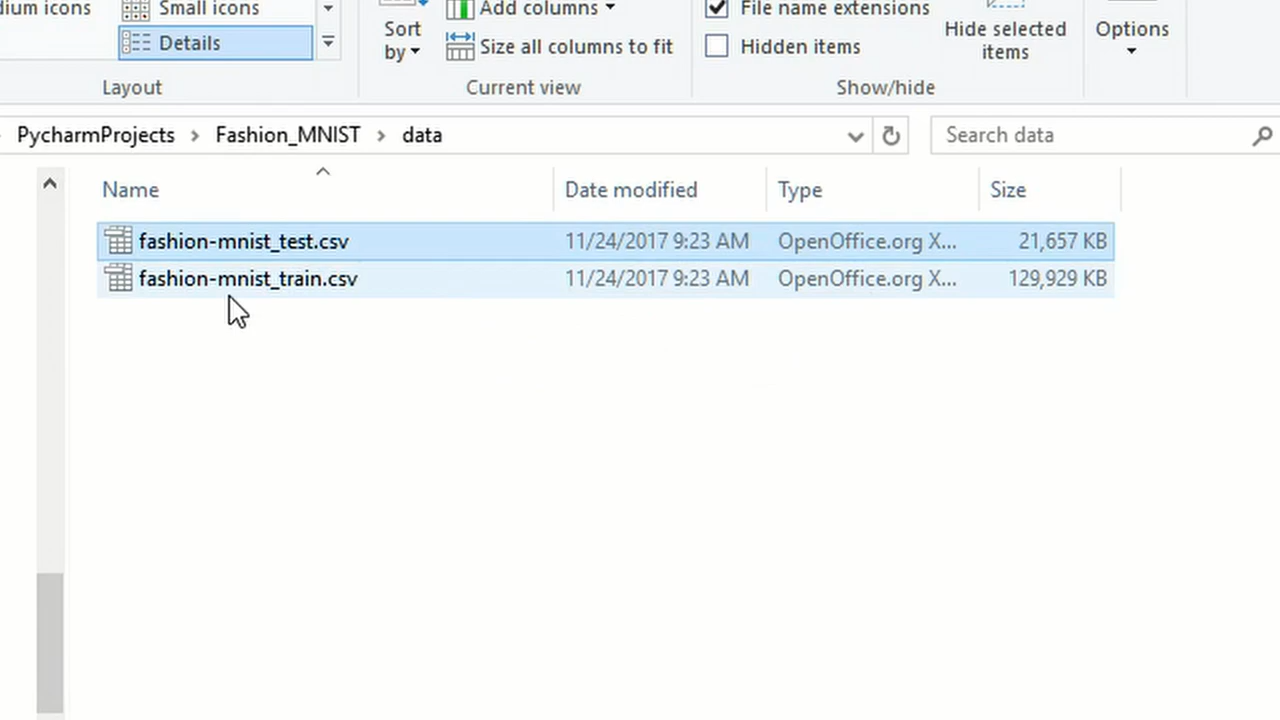 dium icons Small icons Add columns File name extensions
Sort by Size all columns to fit Hidden items Hide selected items Options
Details
Layout Current view Show/hide
PycharmProjects > Fashion_MNIST > data Search data
Name Date modified Type Size
fashion-mnist_test.csv 11/24/2017 9:23 AM OpenOffice.org X... 21,657 KB
fashion-mnist_train.csv 11/24/2017 9:23 AM OpenOffice.org X... 129,929 KB